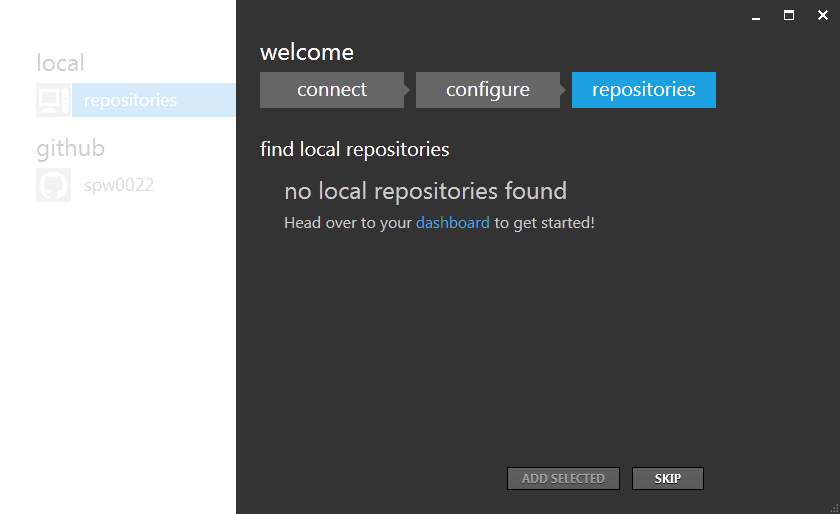 local
repositories
github
spw0022
welcome
connect
configure
repositories
find local repositories
no local repositories found
Head over to your dashboard to get started!
ADD SELECTED
SKIP